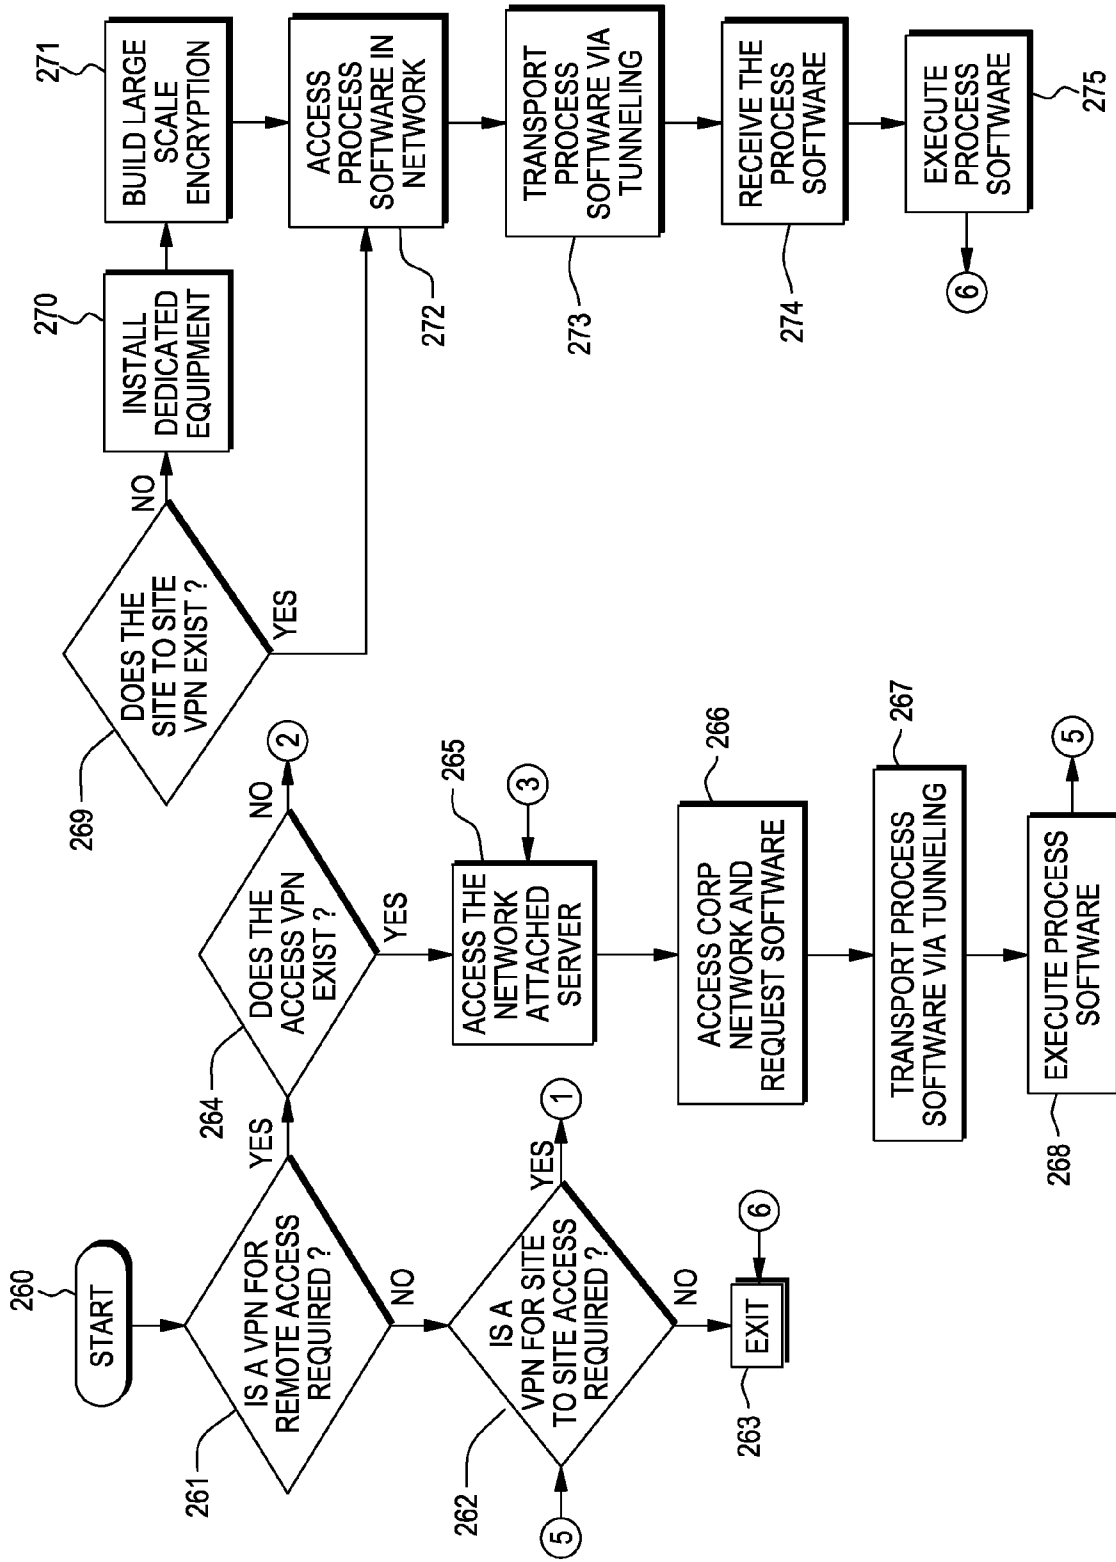 260
START
261
IS A VPN FOR
REMOTE ACCESS
REQUIRED ?
YES
NO
5
262
IS A
VPN FOR SITE
TO SITE ACCESS
REQUIRED ?
YES
1
NO
263
EXIT
6
264
DOES THE
ACCESS VPN
EXIST ?
NO
2
YES
265
ACCESS THE
NETWORK
ATTACHED
SERVER
3
266
ACCESS CORP
NETWORK AND
REQUEST SOFTWARE
267
TRANSPORT PROCESS
SOFTWARE VIA TUNNELING
268
EXECUTE PROCESS
SOFTWARE
5
269
DOES THE
SITE TO SITE
VPN EXIST ?
NO
YES
270
INSTALL
DEDICATED
EQUIPMENT
271
BUILD LARGE
SCALE
ENCRYPTION
272
ACCESS
PROCESS
SOFTWARE IN
NETWORK
273
TRANSPORT
PROCESS
SOFTWARE VIA
TUNNELING
274
RECEIVE THE
PROCESS
SOFTWARE
275
EXECUTE
PROCESS
SOFTWARE
6